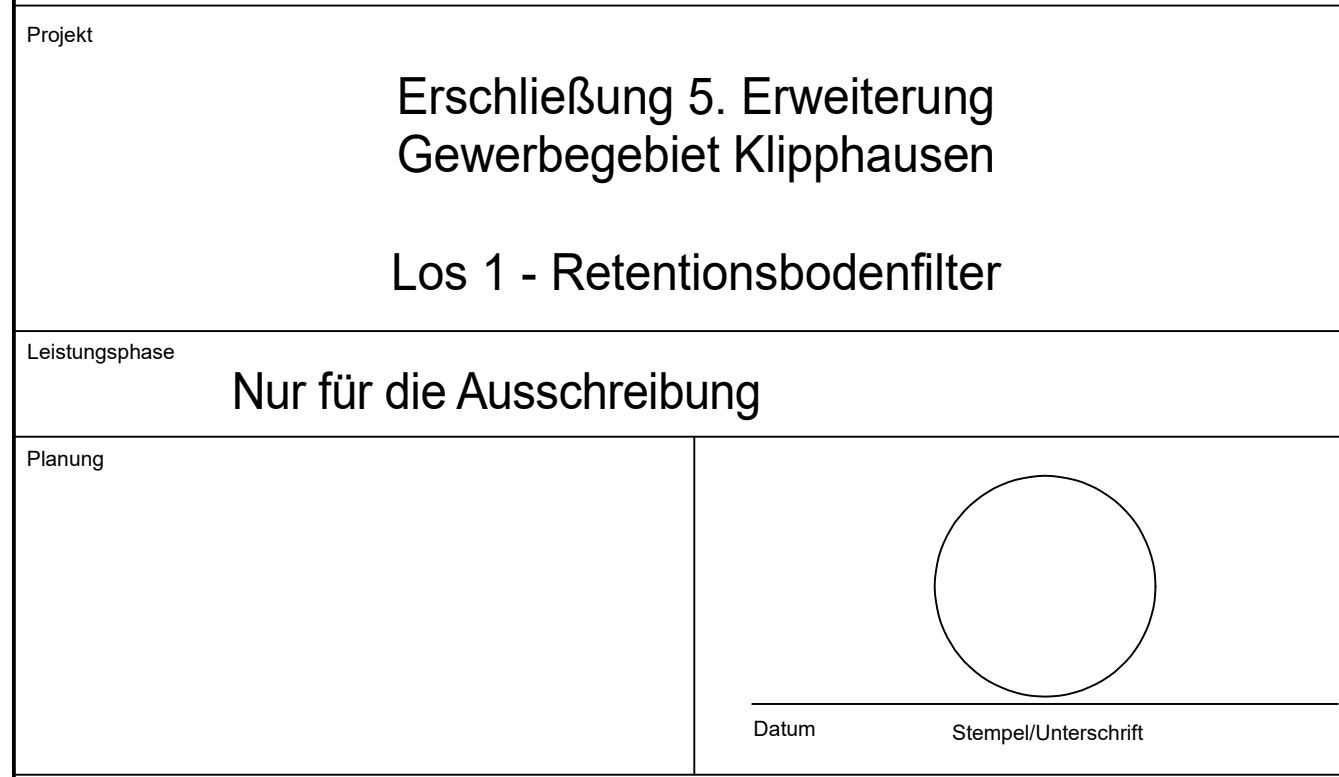 Projekt
Erschließung 5. Erweiterung
Gewerbegebiet Klipphausen
Los 1 - Retentionsbodenfilter
Leistungsphase
Nur für die Ausschreibung
Planung
Datum
Stempel/Unterschrift